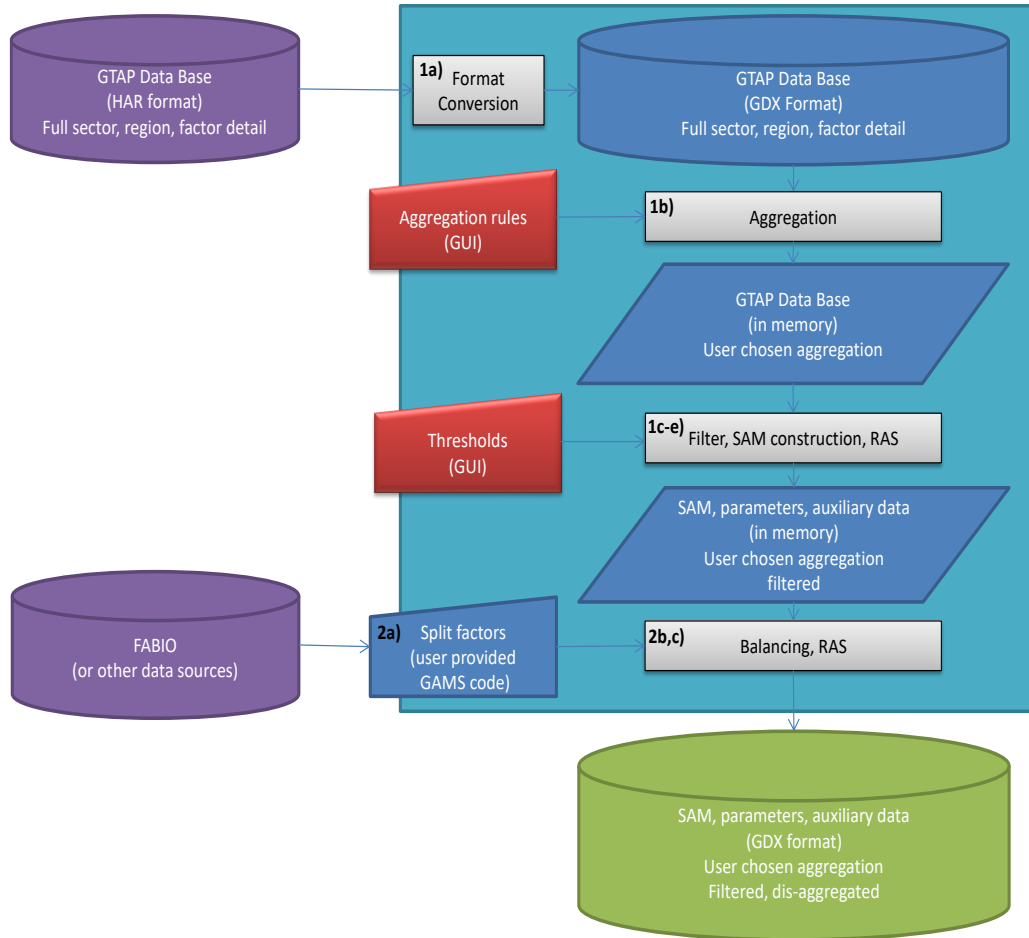 GTAP Data Base
(HAR format)
Full sector, region, factor detail
1a)
Format
Conversion
GTAP Data Base
(GDX Format)
Full sector, region, factor detail
Aggregation rules
(GUI)
1b)
Aggregation
GTAP Data Base
(in memory)
User chosen aggregation
Thresholds
(GUI)
1c-e)
Filter, SAM construction, RAS
SAM, parameters, auxiliary data
(in memory)
User chosen aggregation
filtered
FABIO
(or other data sources)
2a)
Split factors
(user provided
GAMS code)
2b,c)
Balancing, RAS
SAM, parameters, auxiliary data
(GDX format)
User chosen aggregation
Filtered, dis-aggregated